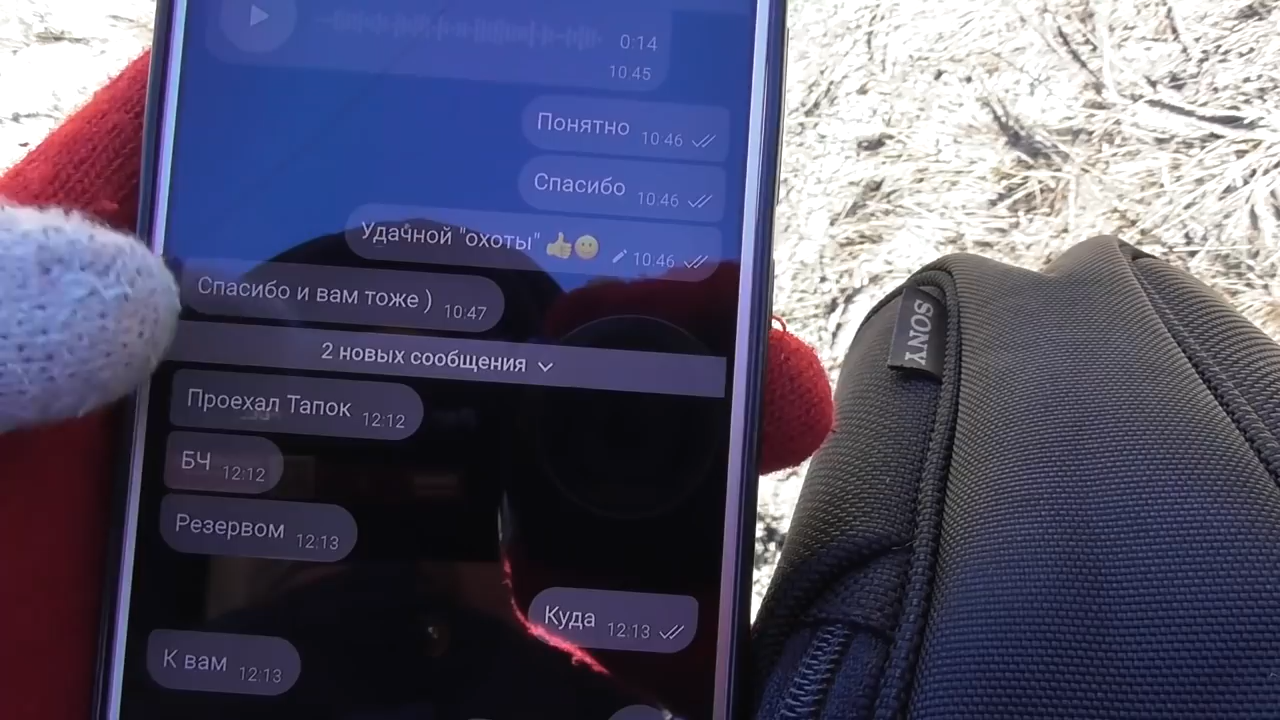 0:14
10:45
Понятно 10:46
Спасибо 10:46
Удачной "охоты" 👍🙂 10:46
Спасибо и вам тоже ) 10:47
2 новых сообщения
Проехал Тапок 12:12
БЧ 12:12
Резервом 12:13
Куда 12:13
К вам 12:13
SONY